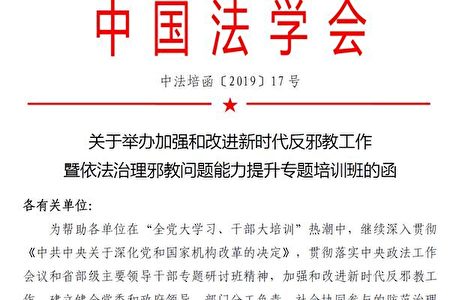 中国法学会
中法培函〔2019〕17号
关于举办加强和改进新时代反邪教工作
暨依法治理邪教问题能力提升专题培训班的函
各有关单位：
为帮助各单位在“全党大学习、干部大培训”热潮中，继续深入贯彻
《中共中央关于深化党和国家机构改革的决定》，贯彻落实中央政法工作
会议和省部级主要领导干部专题研讨班精神，加强和改进新时代反邪教工
作，建立健全党委和政府领导、部门分工负责、社会协同参与的防范治理